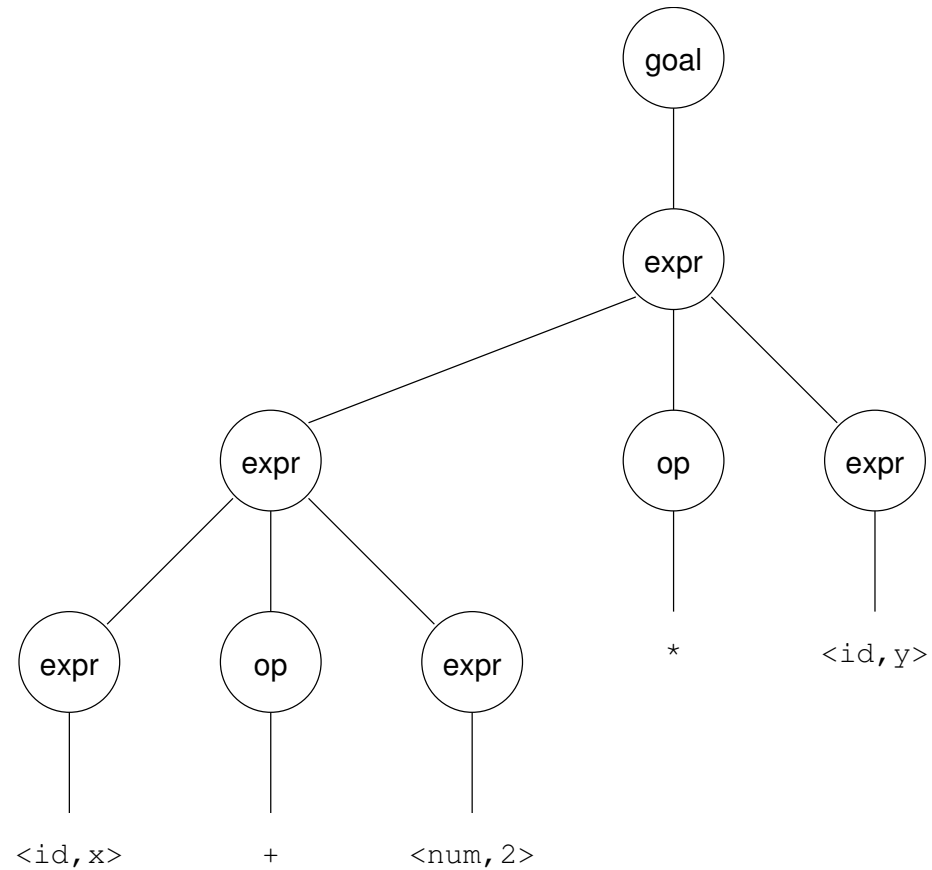 goal
expr
expr op expr
expr op expr * <id,y>
<id,x> + <num,2>